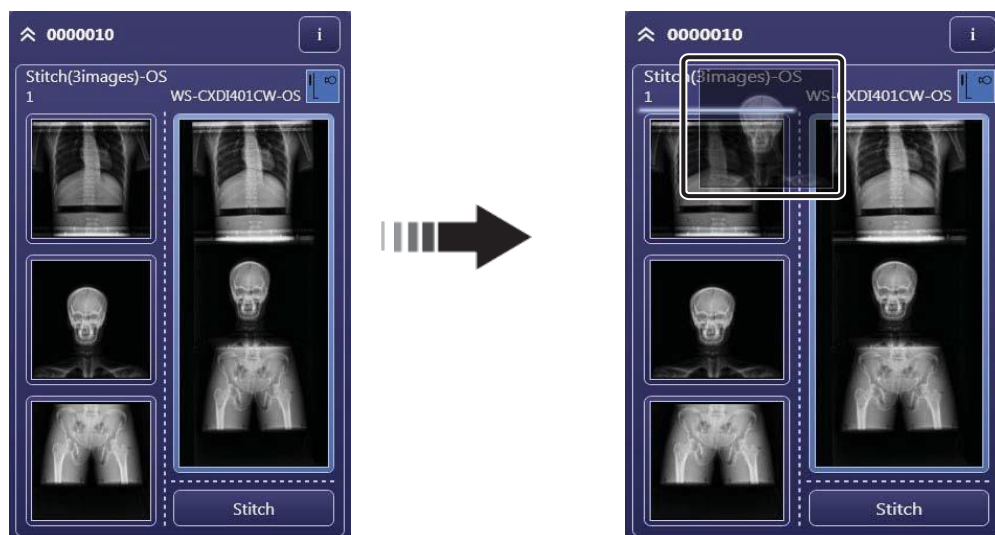 0000010
i
Stitch(3images)-OS
1
WS-CXDI401CW-OS
Stitch
0000010
i
Stitch(3images)-OS
1
WS-CXDI401CW-OS
Stitch